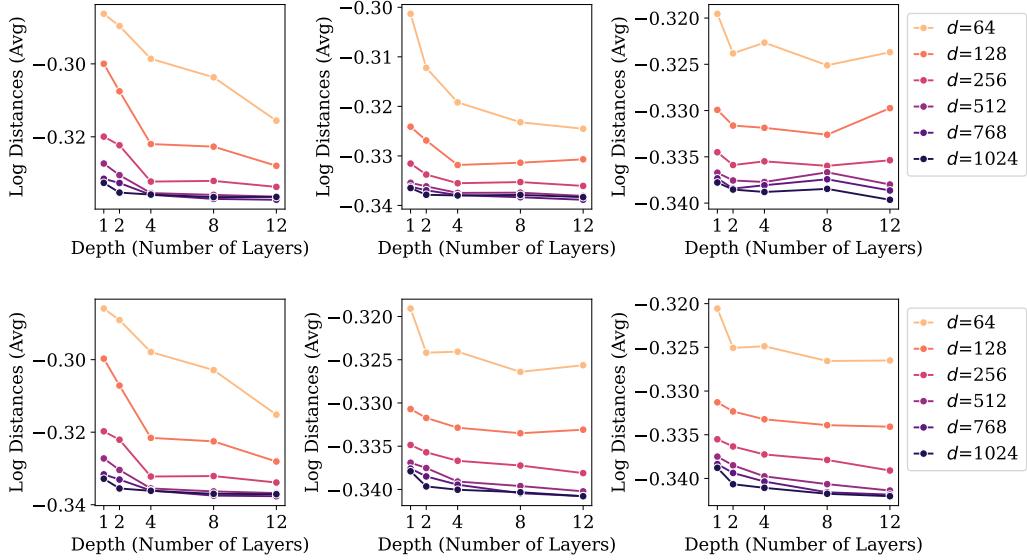 Log Distances (Avg)
−0.30
−0.32
1 2 4 8 12
Depth (Number of Layers)
Log Distances (Avg)
−0.30
−0.31
−0.32
−0.33
−0.34
1 2 4 8 12
Depth (Number of Layers)
Log Distances (Avg)
−0.320
−0.325
−0.330
−0.335
−0.340
1 2 4 8 12
Depth (Number of Layers)
d=64
d=128
d=256
d=512
d=768
d=1024
Log Distances (Avg)
−0.30
−0.32
−0.34
1 2 4 8 12
Depth (Number of Layers)
Log Distances (Avg)
−0.320
−0.325
−0.330
−0.335
−0.340
1 2 4 8 12
Depth (Number of Layers)
Log Distances (Avg)
−0.320
−0.325
−0.330
−0.335
−0.340
1 2 4 8 12
Depth (Number of Layers)
d=64
d=128
d=256
d=512
d=768
d=1024